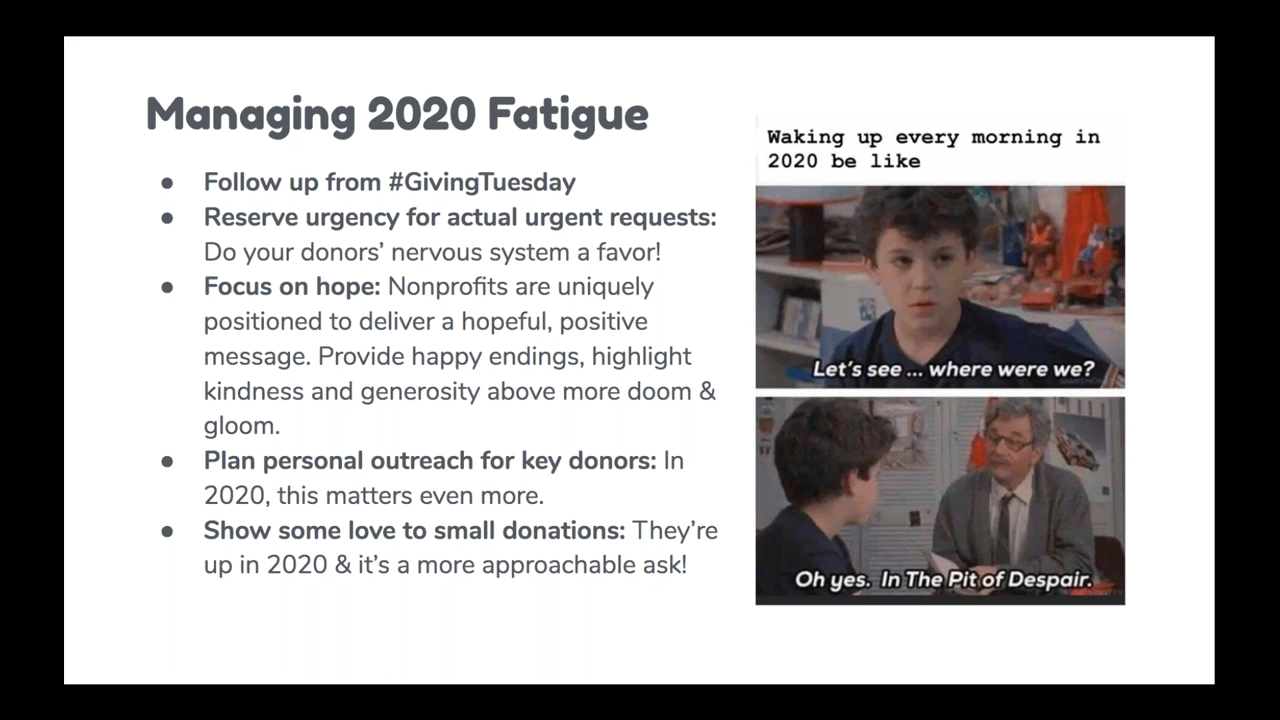 Managing 2020 Fatigue
● Follow up from #GivingTuesday
● Reserve urgency for actual urgent requests:
Do your donors’ nervous system a favor!
● Focus on hope: Nonprofits are uniquely
positioned to deliver a hopeful, positive
message. Provide happy endings, highlight
kindness and generosity above more doom &
gloom.
● Plan personal outreach for key donors: In
2020, this matters even more.
● Show some love to small donations: They’re
up in 2020 & it’s a more approachable ask!
Waking up every morning in
2020 be like
Let’s see ... where were we?
Oh yes. In The Pit of Despair.